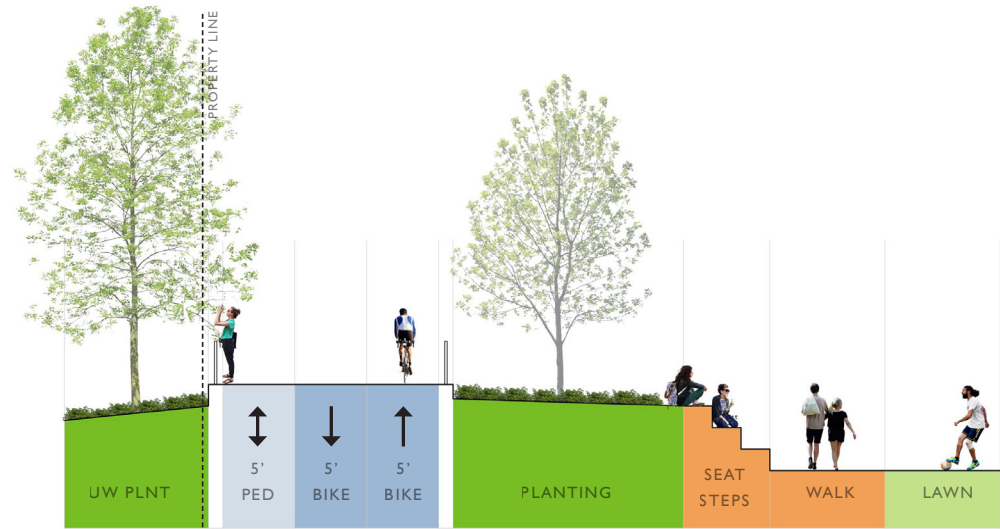 PROPERTY LINE
UW PLNT
5'
PED
5'
BIKE
5'
BIKE
PLANTING
SEAT
STEPS
WALK
LAWN